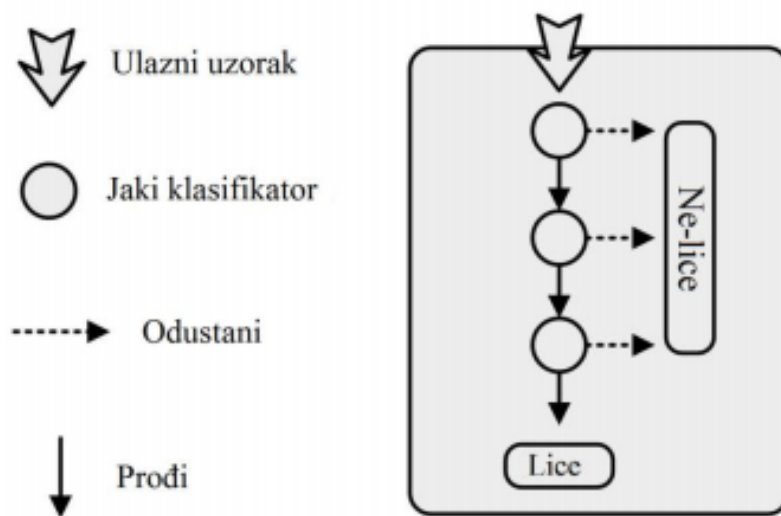 Ulazni uzorak
Jaki klasifikator
Odustani
Prođi
Ne-lice
Lice